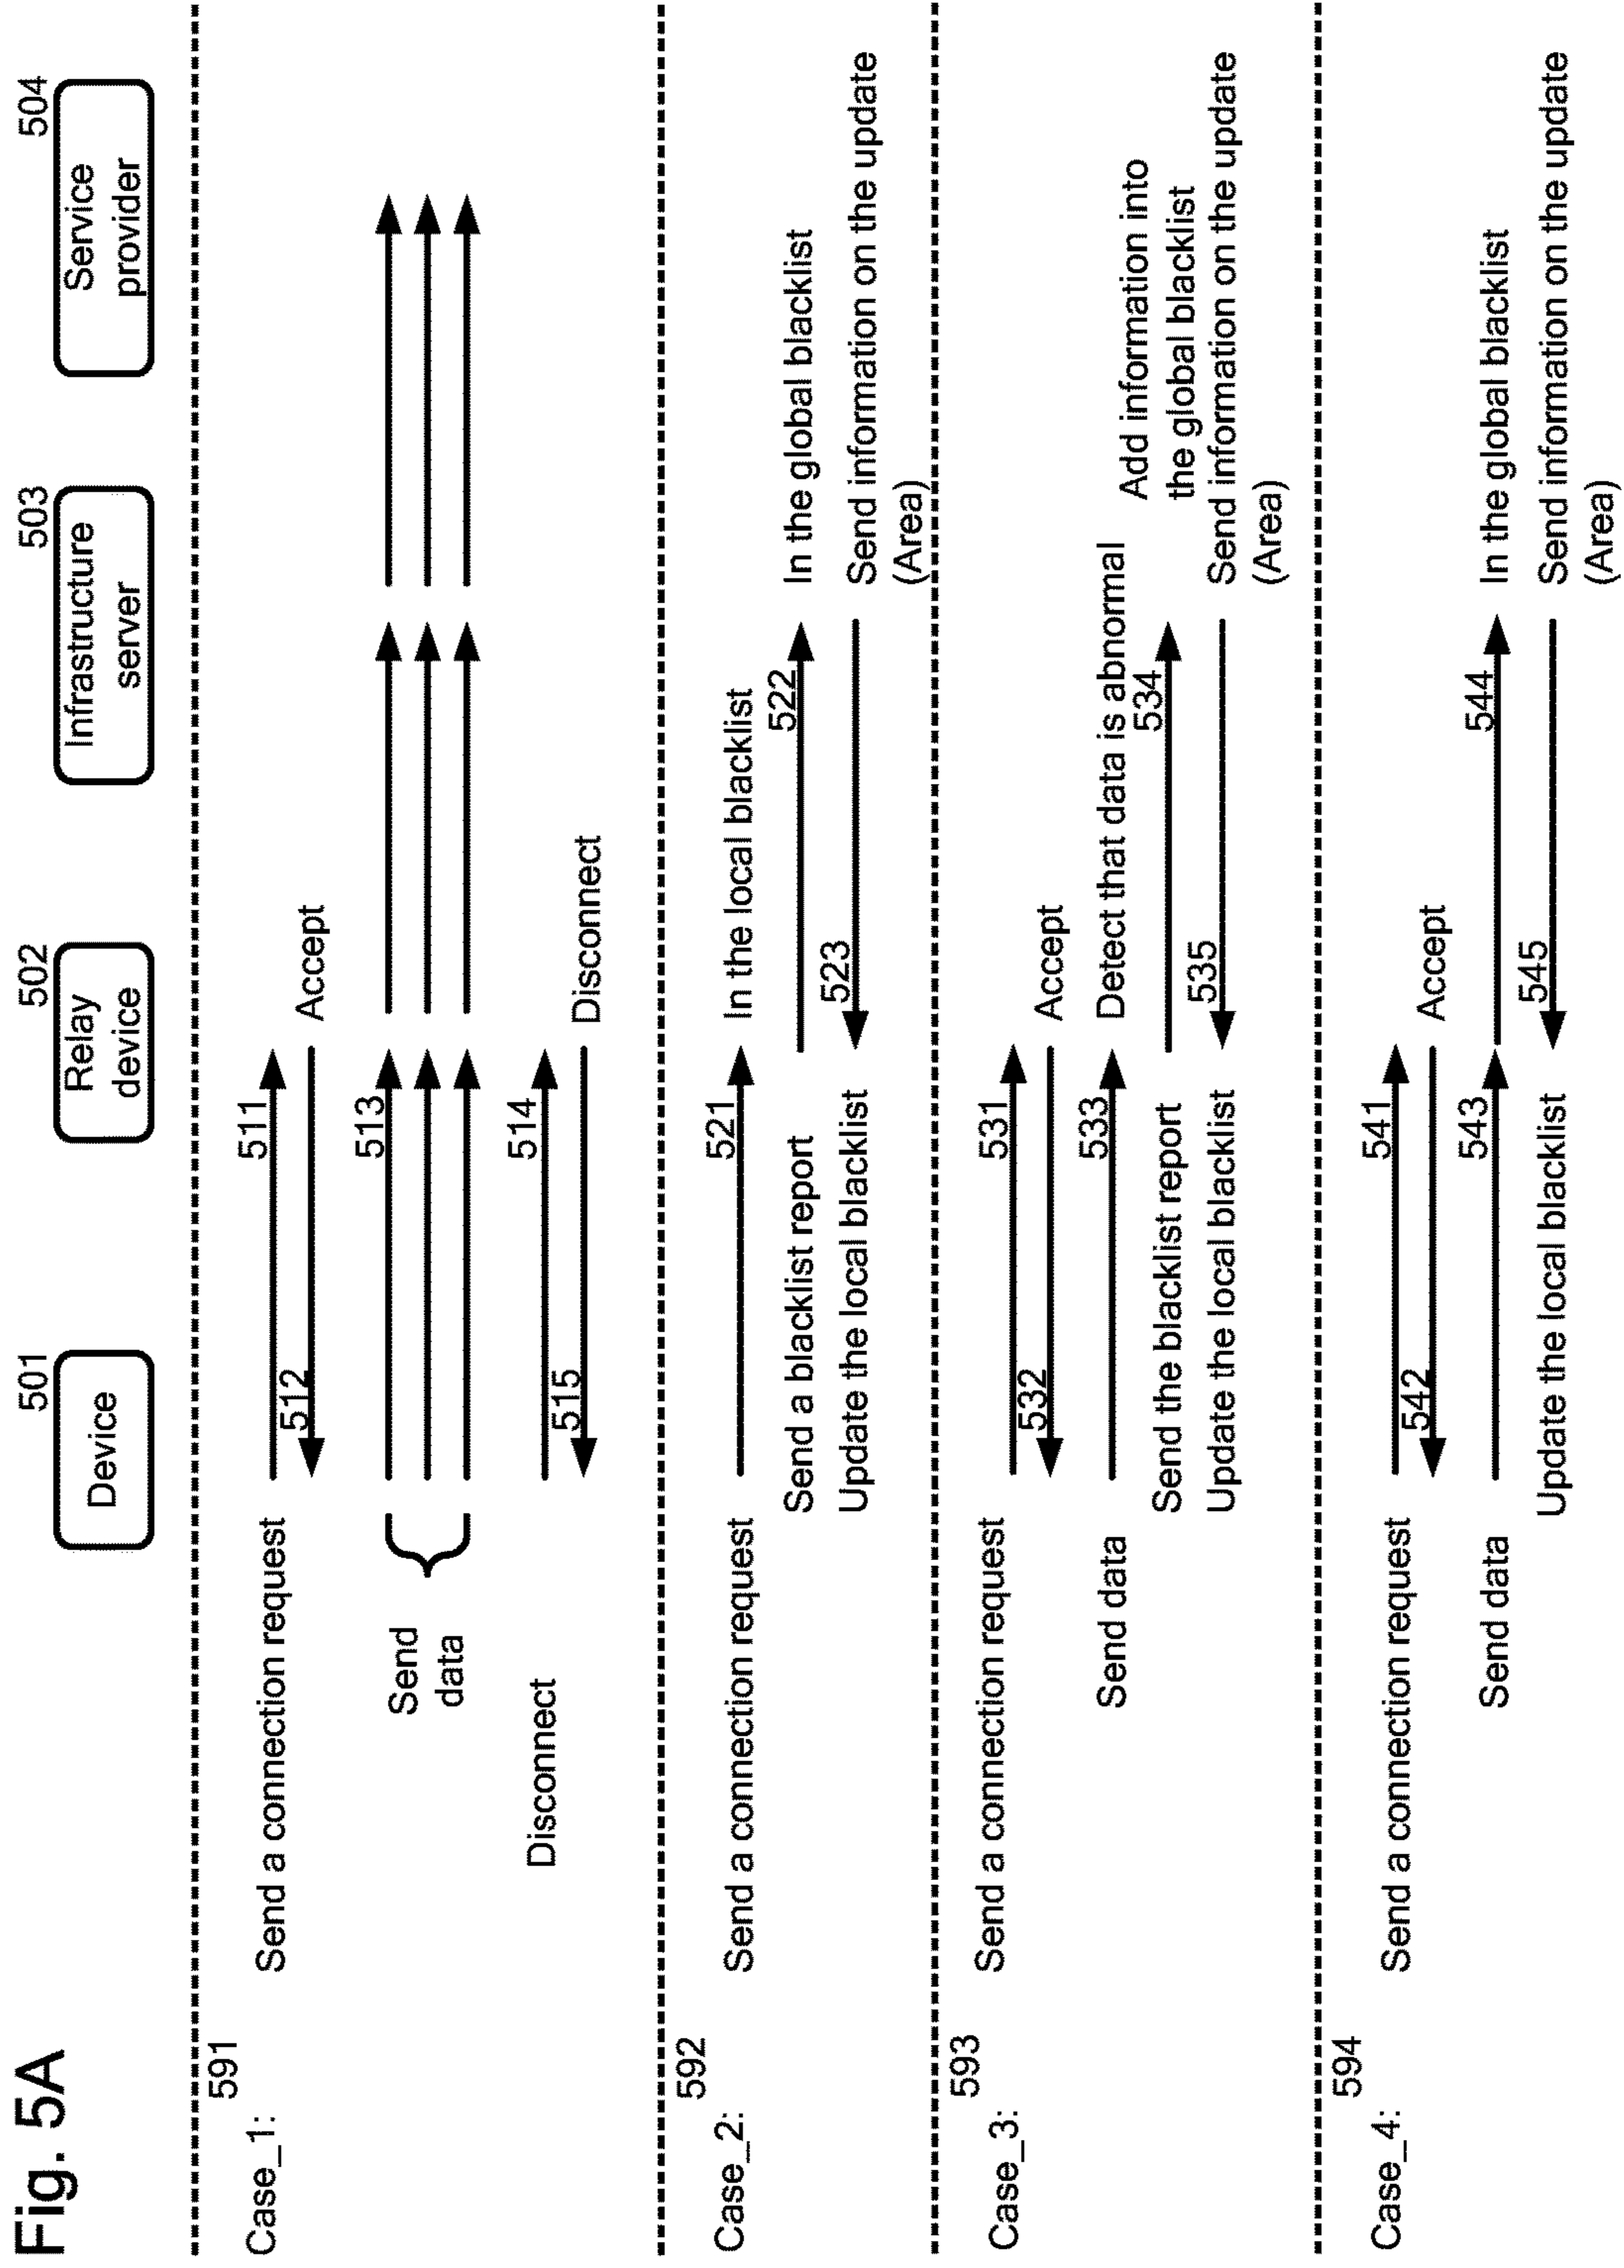 Fig. 5A
501
Device
502
Relay
device
503
Infrastructure
server
504
Service
provider
591
Case_1:
Send a connection request
511
512
Accept
Send
data
513
Disconnect
514
515
Disconnect
592
Case_2:
Send a connection request
521
In the local blacklist
Send a blacklist report
522
In the global blacklist
Update the local blacklist
523
Send information on the update
(Area)
593
Case_3:
Send a connection request
531
532
Accept
Send data
533
Detect that data is abnormal
Send the blacklist report
534
Add information into
the global blacklist
Update the local blacklist
535
Send information on the update
(Area)
594
Case_4:
Send a connection request
541
542
Accept
Send data
543
544
In the global blacklist
Update the local blacklist
545
Send information on the update
(Area)